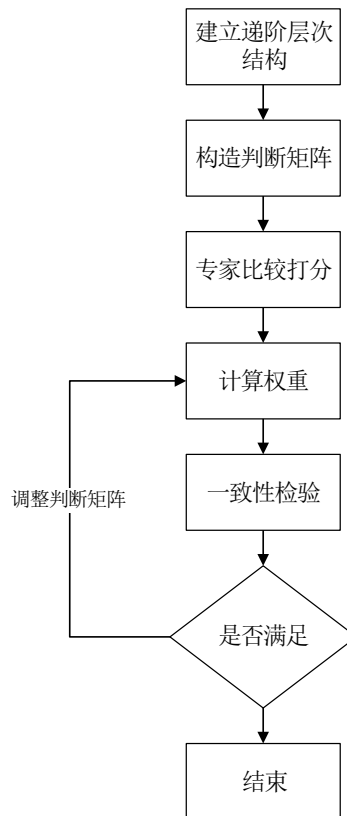 建立递阶层次
结构
构造判断矩阵
专家比较打分
计算权重
一致性检验
调整判断矩阵
是否满足
结束